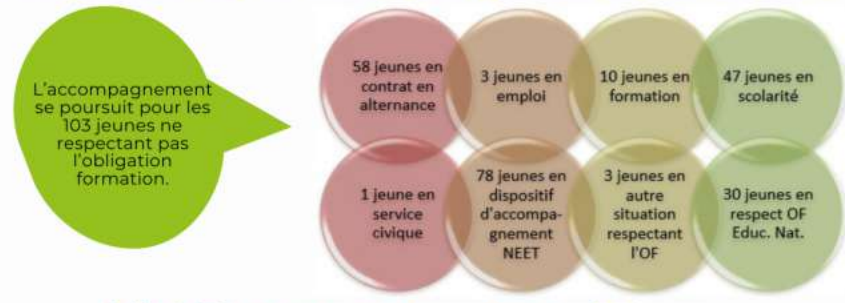 L'accompagnement
se poursuit pour les
103 jeunes ne
respectant pas
l'obligation
formation.
58 jeunes en
contrat en
alternance
3 jeunes en
emploi
10 jeunes en
formation
47 jeunes en
scolarité
1 jeune en
service
civique
78 jeunes en
dispositif
d'accompa-
gnement
NEET
3 jeunes en
autre
situation
respectant
l'OF
30 jeunes en
respect OF
Educ. Nat.